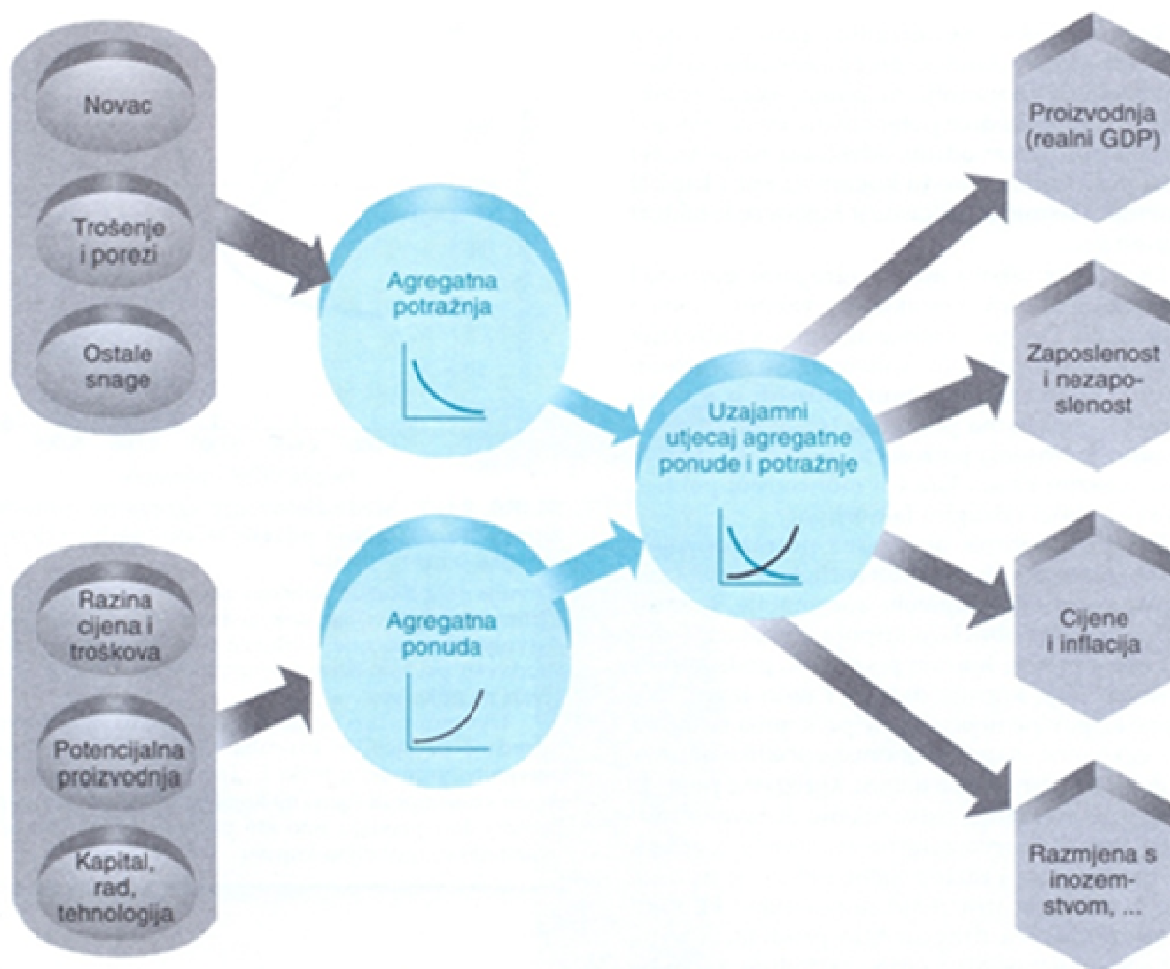 Novac
Trošenje
i porezi
Ostale
snage
Agregatna
potražnja
Razina
cijena i
troškova
Potencijalna
proizvodnja
Kapital,
rad,
tehnologija
Agregatna
ponuda
Uzajamni
utjecaj agregatne
ponude i potražnje
Proizvodnja
(realni GDP)
Zaposlenost
i nezapo-
slenost
Cijene
i inflacija
Razmjena s
inozem-
stvom, ...